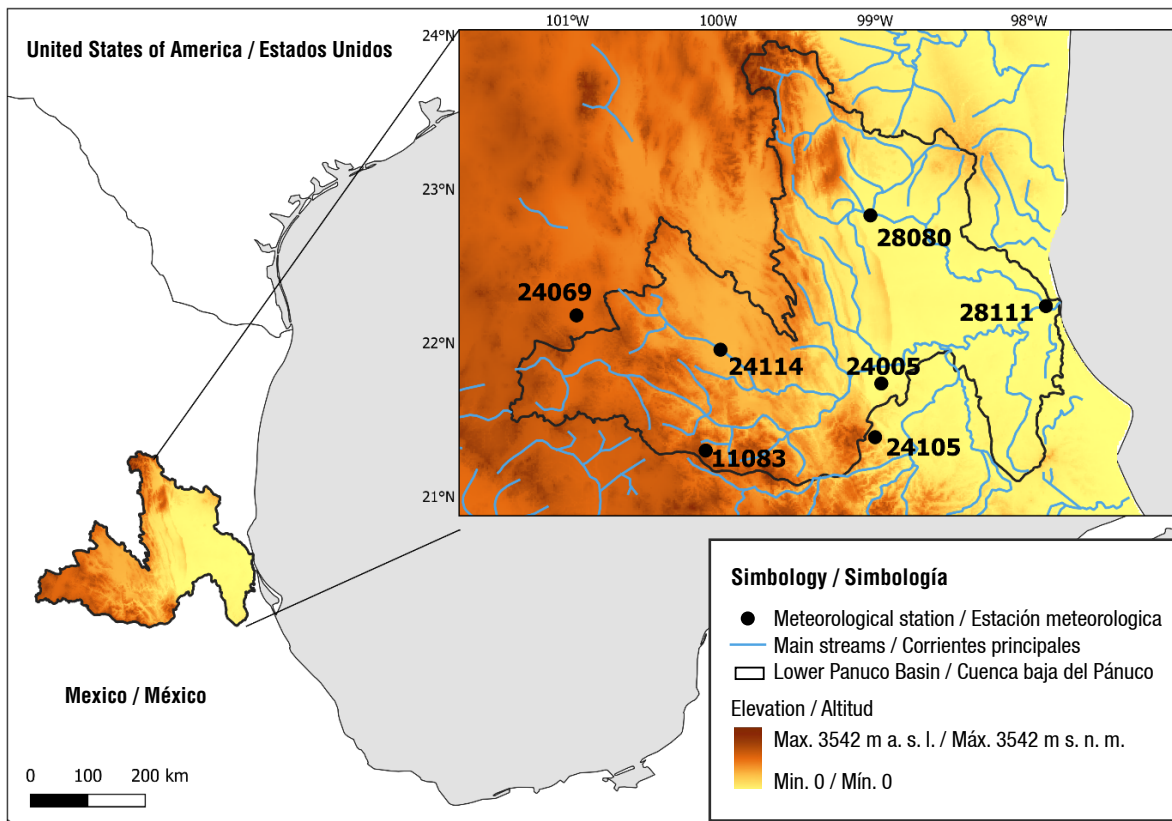 United States of America / Estados Unidos
101°W 100°W 99°W 98°W
24°N
23°N
22°N
21°N
28080
24069
28111
24114
24005
11083
24105
Mexico / México
0 100 200 km
Simbology / Simbología
Meteorological station / Estación meteorologica
Main streams / Corrientes principales
Lower Panuco Basin / Cuenca baja del Pánuco
Elevation / Altitud
Max. 3542 m a. s. l. / Máx. 3542 m s. n. m.
Min. 0 / Mín. 0